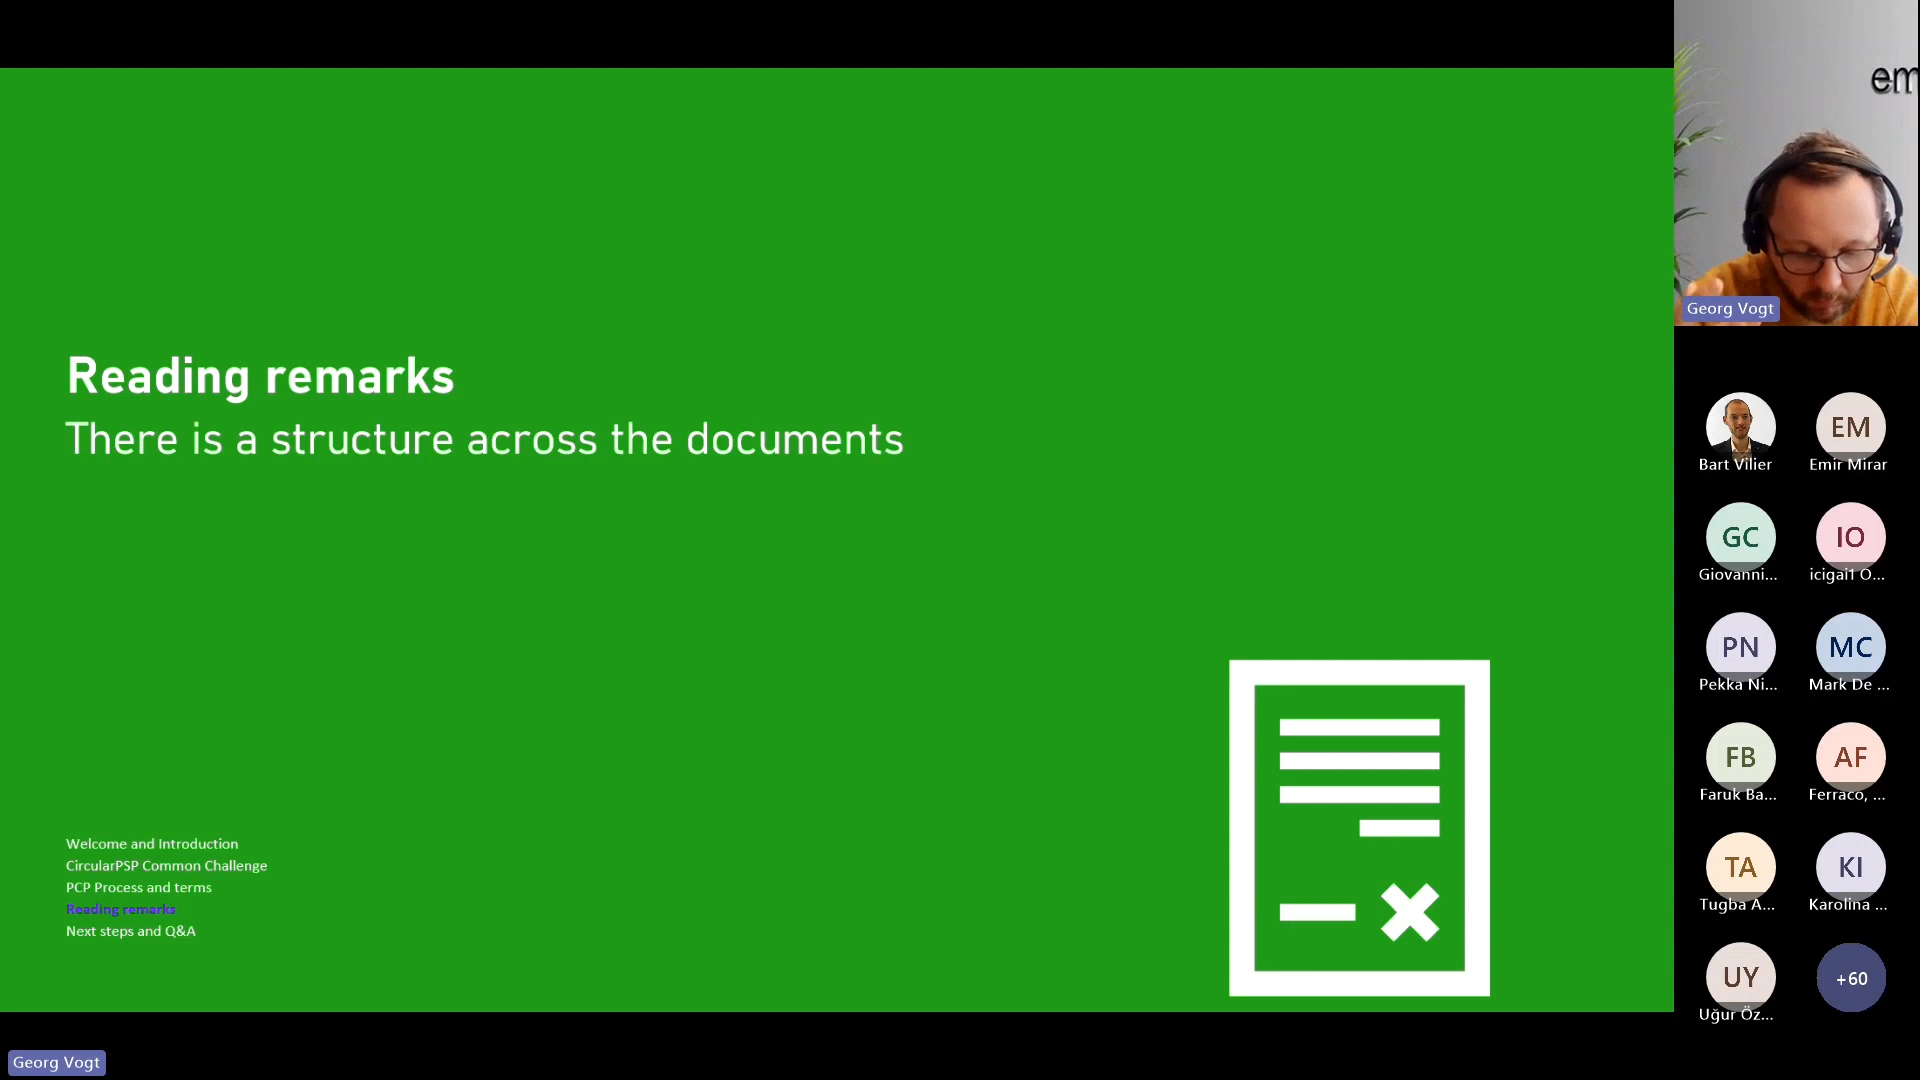 em
Georg Vogt
Reading remarks
There is a structure across the documents
Welcome and Introduction
CircularPSP Common Challenge
PCP Process and terms
Reading remarks
Next steps and Q&A
Bart Vilier
EM
Emir Mirar
GC
Giovanni...
IO
icigai1 O...
PN
Pekka Ni...
MC
Mark De ...
FB
Faruk Ba...
AF
Ferraco, ...
TA
Tugba A...
KI
Karolina ...
UY
Uğur Öz...
+60
Georg Vogt